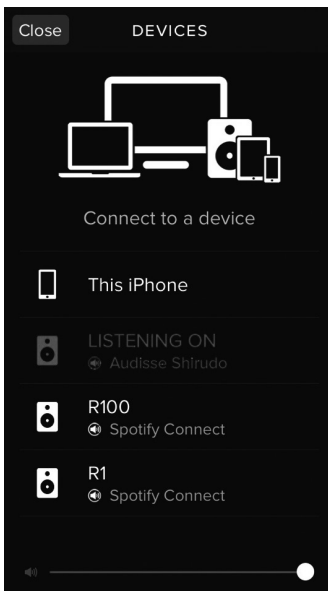 Close
DEVICES
Connect to a device
This iPhone
LISTENING ON
Audisse Shirudo
R100
Spotify Connect
R1
Spotify Connect